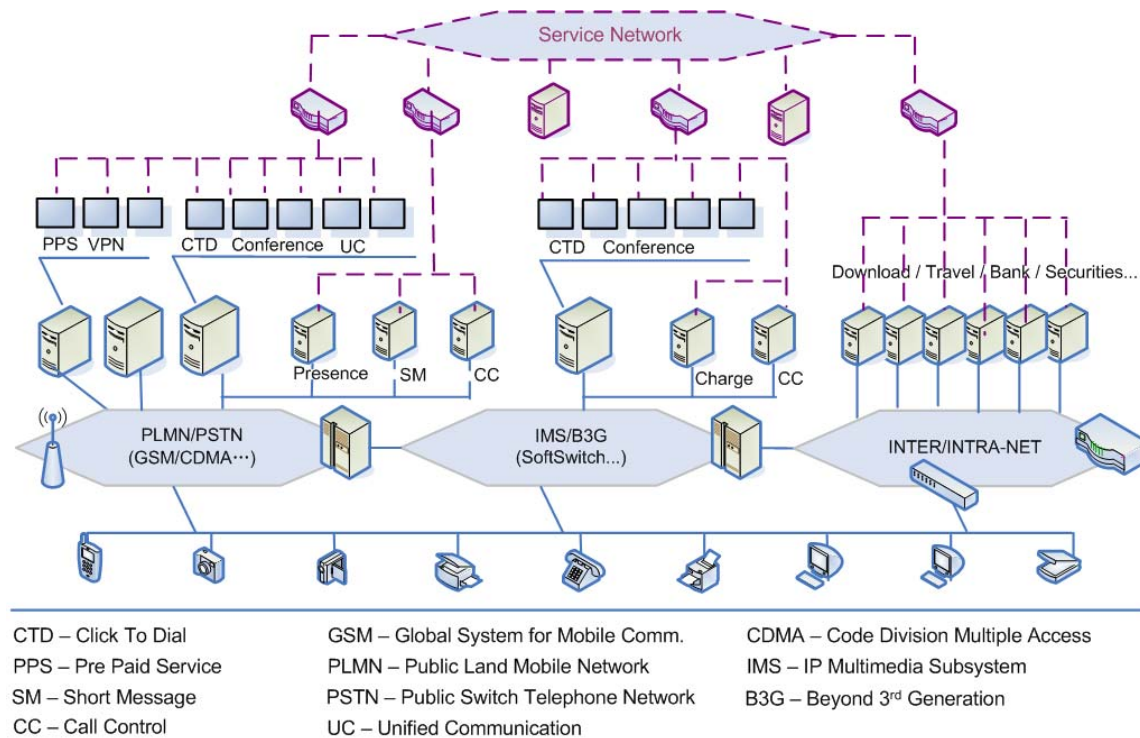 Service Network
PPS VPN
CTD Conference UC
CTD Conference
Download / Travel / Bank / Securities...
Presence SM CC
Charge CC
PLMN/PSTN
(GSM/CDMA…)
IMS/B3G
(SoftSwitch...)
INTER/INTRA-NET
CTD – Click To Dial
GSM – Global System for Mobile Comm.
CDMA – Code Division Multiple Access
PPS – Pre Paid Service
PLMN – Public Land Mobile Network
IMS – IP Multimedia Subsystem
SM – Short Message
PSTN – Public Switch Telephone Network
B3G – Beyond 3rd Generation
CC – Call Control
UC – Unified Communication